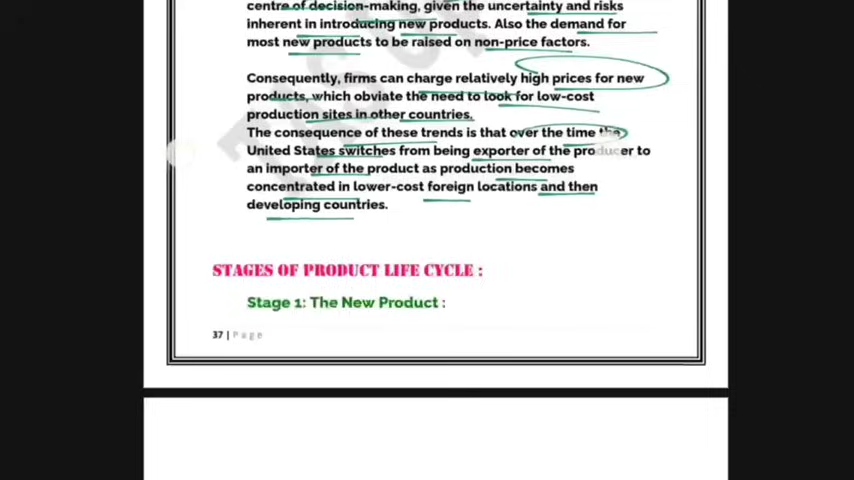 centre of decision-making, given the uncertainty and risks
inherent in introducing new products. Also the demand for
most new products to be raised on non-price factors.
Consequently, firms can charge relatively high prices for new
products, which obviate the need to look for low-cost
production sites in other countries.
The consequence of these trends is that over the time the
United States switches from being exporter of the producer to
an importer of the product as production becomes
concentrated in lower-cost foreign locations and then
developing countries.
STAGES OF PRODUCT LIFE CYCLE :
Stage 1: The New Product :
37 | Page